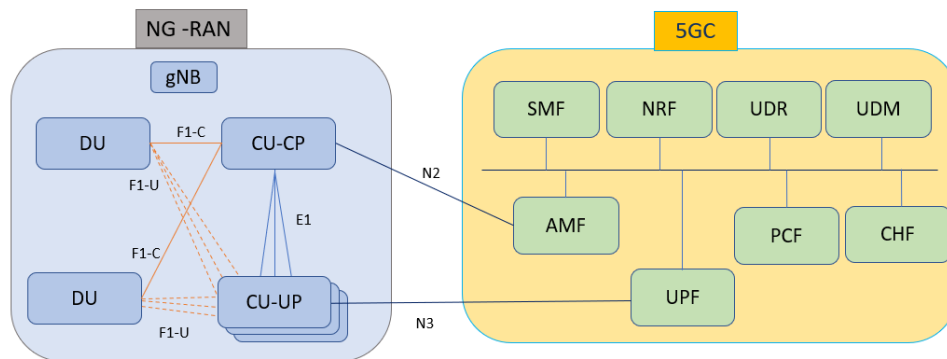 NG -RAN
5GC
gNB
SMF
NRF
UDR
UDM
DU
F1-C
CU-CP
N2
F1-U
E1
AMF
PCF
CHF
F1-C
DU
CU-UP
UPF
F1-U
N3